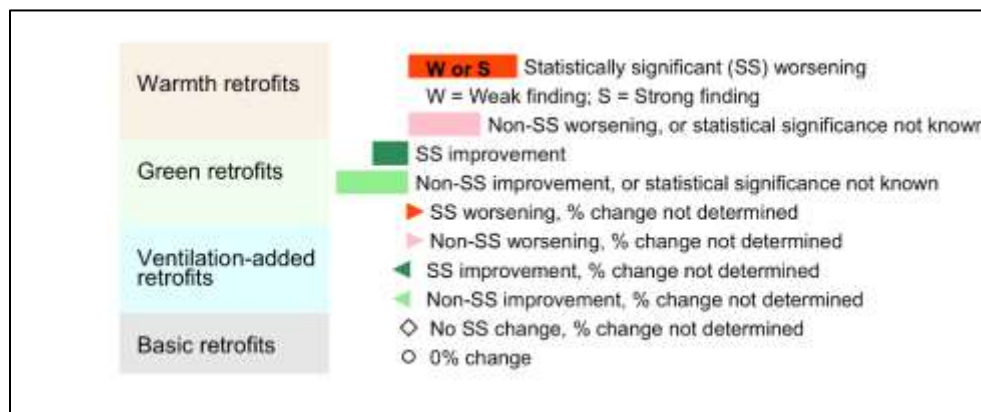 Warmth retrofits
Green retrofits
Ventilation-added
retrofits
Basic retrofits
W or S Statistically significant (SS) worsening
W = Weak finding; S = Strong finding
Non-SS worsening, or statistical significance not known
SS improvement
Non-SS improvement, or statistical significance not known
SS worsening, % change not determined
Non-SS worsening, % change not determined
SS improvement, % change not determined
Non-SS improvement, % change not determined
No SS change, % change not determined
0% change